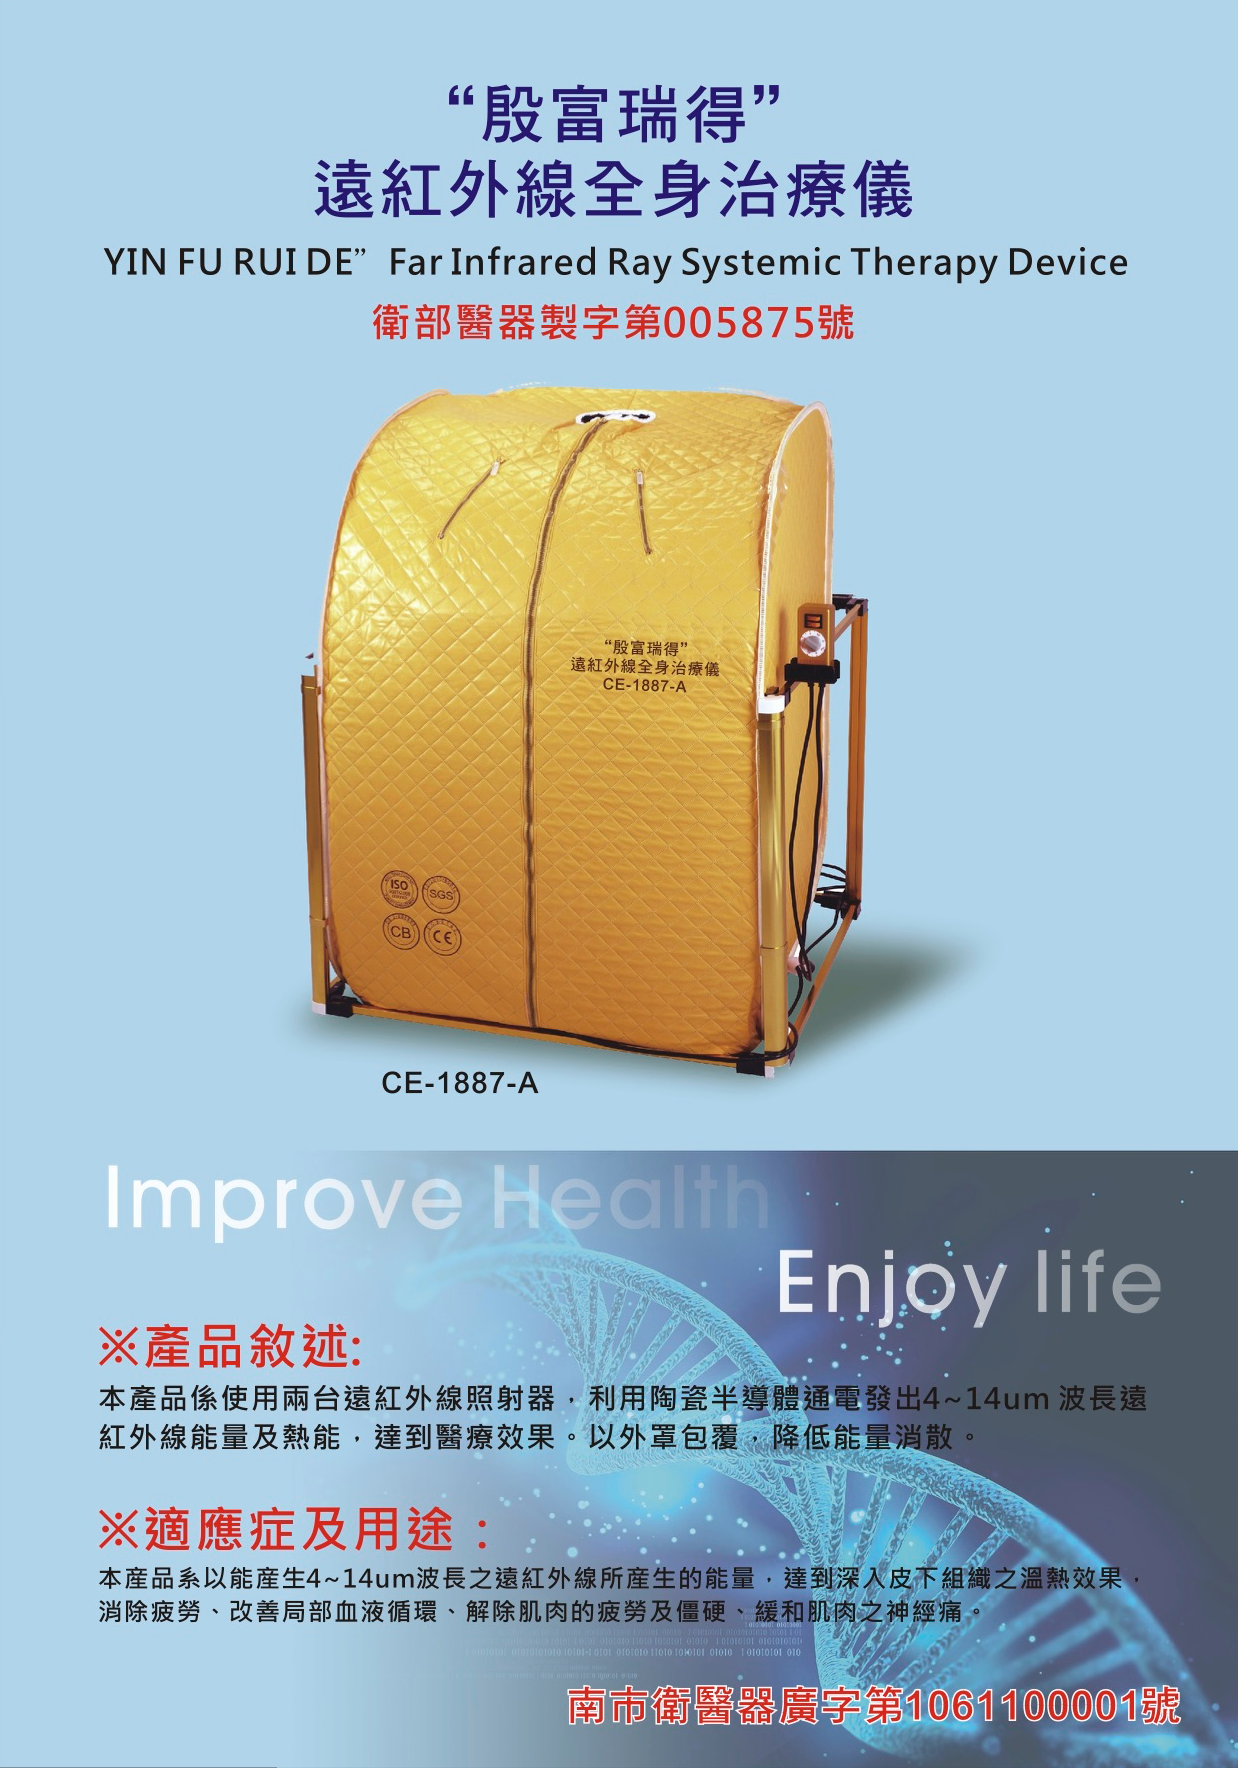 “殷富瑞得”
遠紅外線全身治療儀
YIN FU RUI DE” Far Infrared Ray Systemic Therapy Device
衛部醫器製字第005875號
“殷富瑞得”
遠紅外線全身治療儀
CE-1887-A
ISO
SGS
CB
CE
CE-1887-A
Improve Health
Enjoy life
※產品敘述:
本產品係使用兩台遠紅外線照射器，利用陶瓷半導體通電發出4~14um 波長遠
紅外線能量及熱能，達到醫療效果。以外罩包覆，降低能量消散。
※適應症及用途：
本產品系以能產生4~14um波長之遠紅外線所產生的能量，達到深入皮下組織之溫熱效果，
消除疲勞、改善局部血液循環、解除肌肉的疲勞及僵硬、緩和肌肉之神經痛。
南市衛醫器廣字第1061100001號